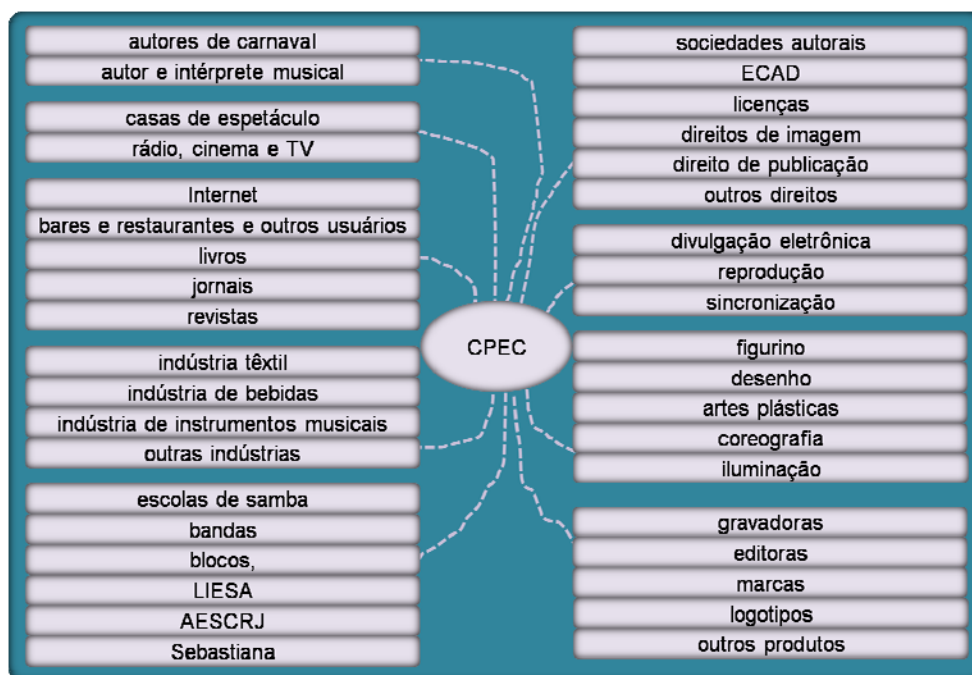 autores de carnaval
autor e intérprete musical
casas de espetáculo
rádio, cinema e TV
Internet
bares e restaurantes e outros usuários
livros
jornais
revistas
indústria têxtil
indústria de bebidas
indústria de instrumentos musicais
outras indústrias
escolas de samba
bandas
blocos,
LIESA
AESCRJ
Sebastiana
CPEC
sociedades autorais
ECAD
licenças
direitos de imagem
direito de publicação
outros direitos
divulgação eletrônica
reprodução
sincronização
figurino
desenho
artes plásticas
coreografia
iluminação
gravadoras
editoras
marcas
logotipos
outros produtos